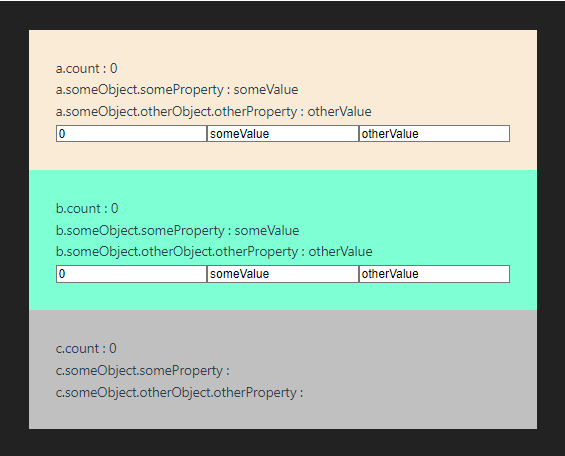 a.count : 0
a.someObject.someProperty : someValue
a.someObject.otherObject.otherProperty : otherValue
0 someValue otherValue
b.count : 0
b.someObject.someProperty : someValue
b.someObject.otherObject.otherProperty : otherValue
0 someValue otherValue
c.count : 0
c.someObject.someProperty :
c.someObject.otherObject.otherProperty :